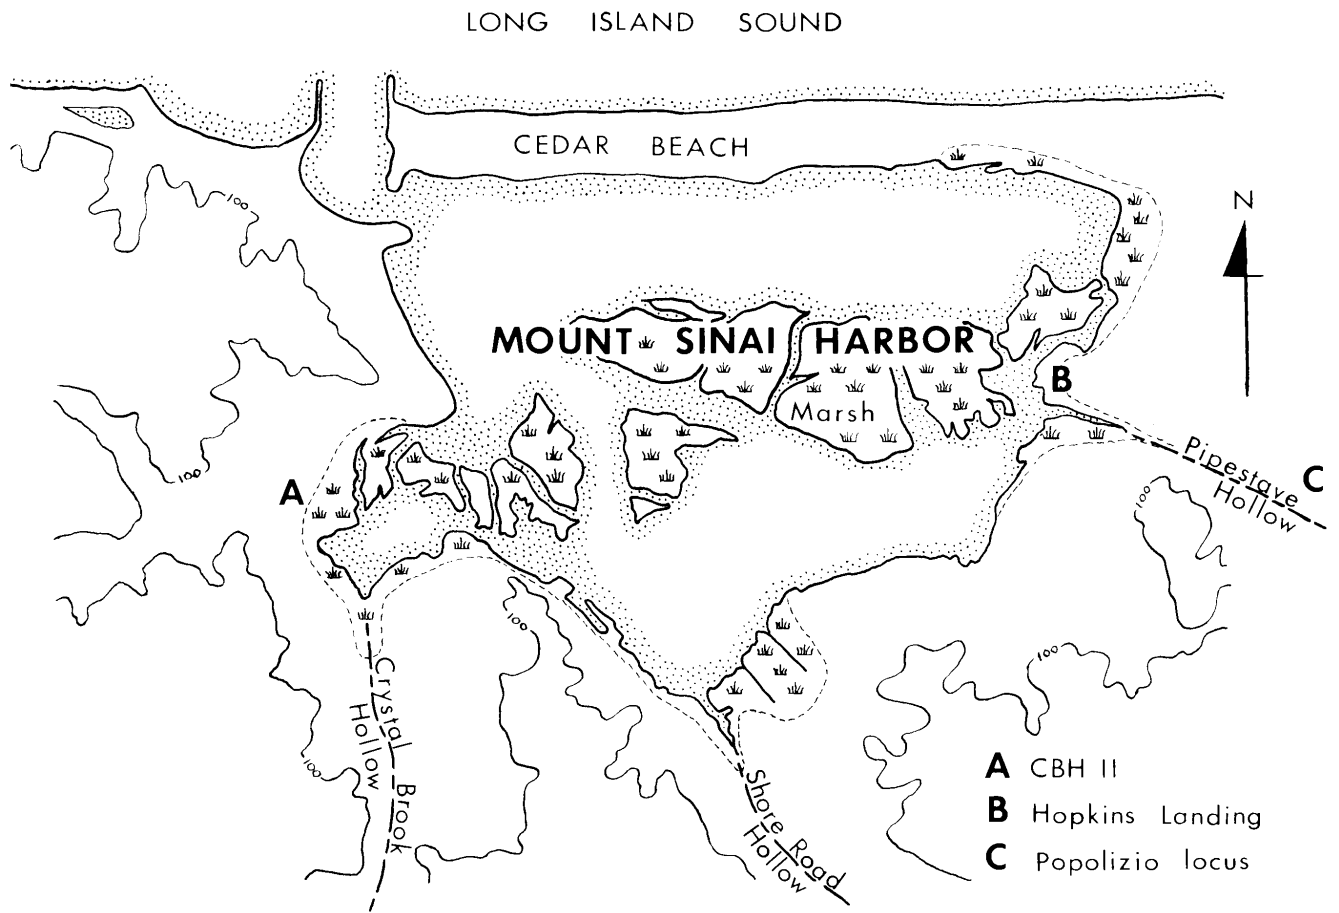 LONG ISLAND SOUND
CEDAR BEACH
N
100
MOUNT SINAI HARBOR
B
Marsh
Pipestave
Hollow
C
A
100
100
100
100
100
Crystal Brook
Hollow
Shore Road
Hollow
A CBH II
B Hopkins Landing
C Popolizio locus